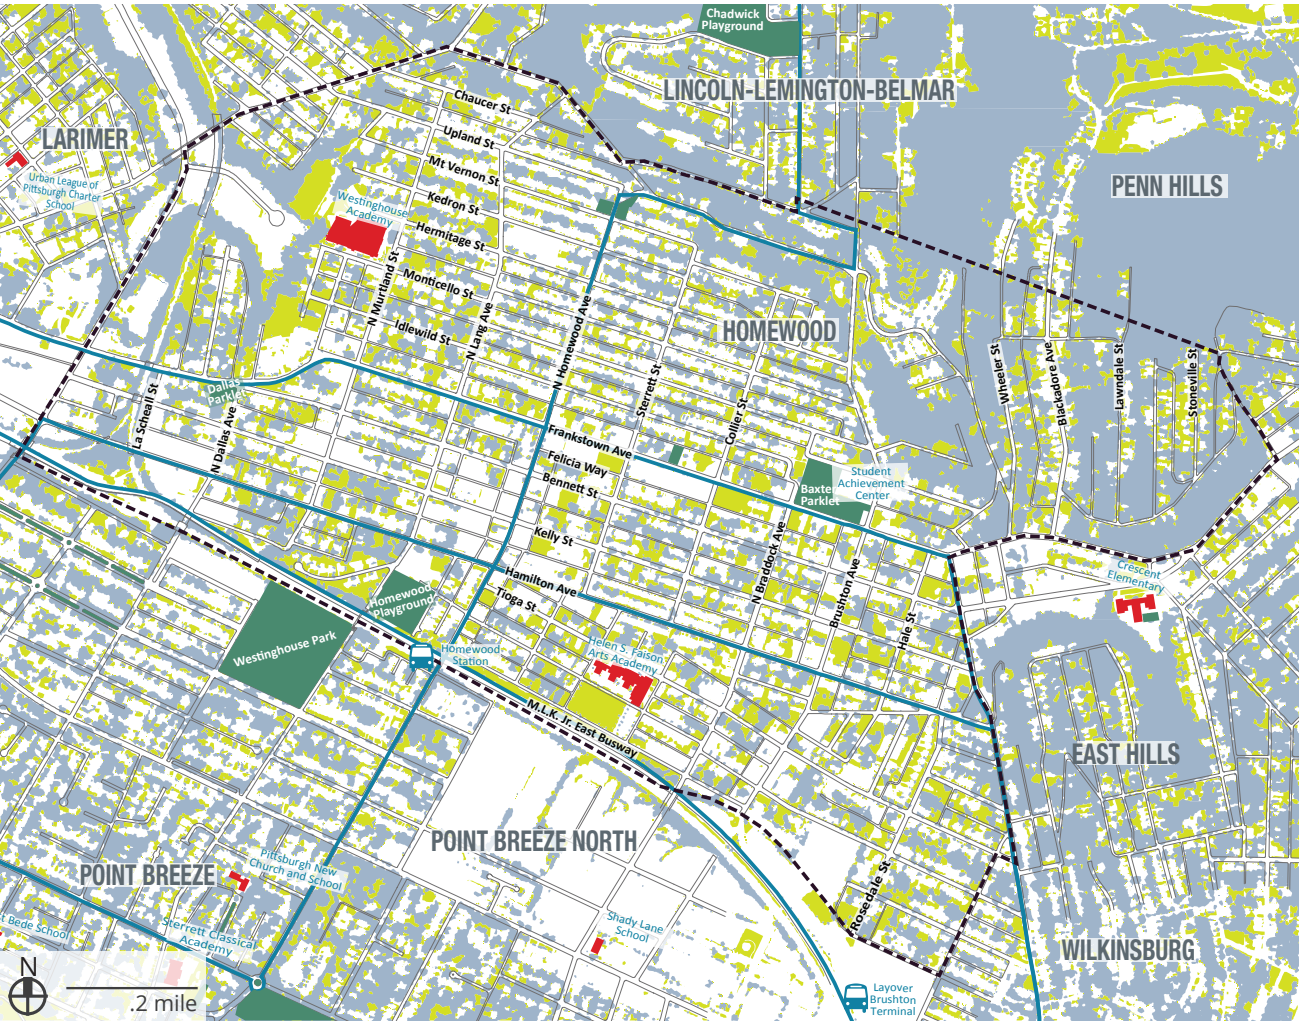 Chadwick
Playground
LINCOLN-LEMINGTON-BELMAR
LARIMER
Urban League of
Pittsburgh Charter
School
PENN HILLS
Chaucer St
Upland St
Mt Vernon St
Kedron St
Hermitage St
Monticello St
Idlewild St
Westinghouse
Academy
N Murtland St
N Lang Ave
N Homewood Ave
HOMEWOOD
Sterrett St
Collier St
Wheeler St
Blackadore Ave
Lawndale St
Stoneville St
Dallas
Parklet
La Scheall St
N Dallas Ave
Frankstown Ave
Felicia Way
Bennett St
Kelly St
Hamilton Ave
Tioga St
Baxter
Parklet
Student
Achievement
Center
N Braddock Ave
Brushton Ave
Hale St
Crescent
Elementary
Homewood
Playground
Westinghouse Park
Homewood
Station
Helen S. Faison
Arts Academy
M.L.K. Jr. East Busway
EAST HILLS
POINT BREEZE NORTH
POINT BREEZE
Pittsburgh New
Church and School
St Bede School
Sterrett Classical
Academy
Shady Lane
School
Rosedale St
WILKINSBURG
Layover
Brushton
Terminal
N
.2 mile